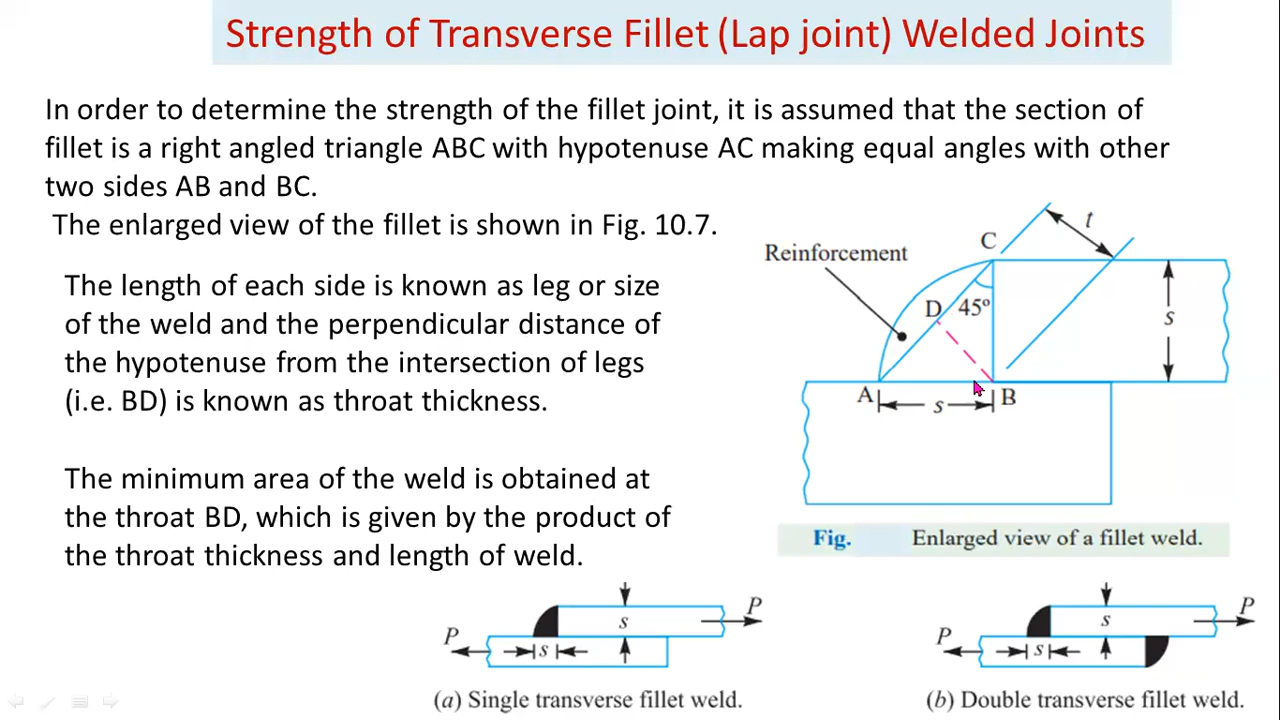 Strength of Transverse Fillet (Lap joint) Welded Joints
In order to determine the strength of the fillet joint, it is assumed that the section of
fillet is a right angled triangle ABC with hypotenuse AC making equal angles with other
two sides AB and BC.
The enlarged view of the fillet is shown in Fig. 10.7.
The length of each side is known as leg or size
of the weld and the perpendicular distance of
the hypotenuse from the intersection of legs
(i.e. BD) is known as throat thickness.
The minimum area of the weld is obtained at
the throat BD, which is given by the product of
the throat thickness and length of weld.
t
C
Reinforcement
D 45º
s
A s B
Fig. Enlarged view of a fillet weld.
P s P
s
(a) Single transverse fillet weld.
P s P
s
(b) Double transverse fillet weld.